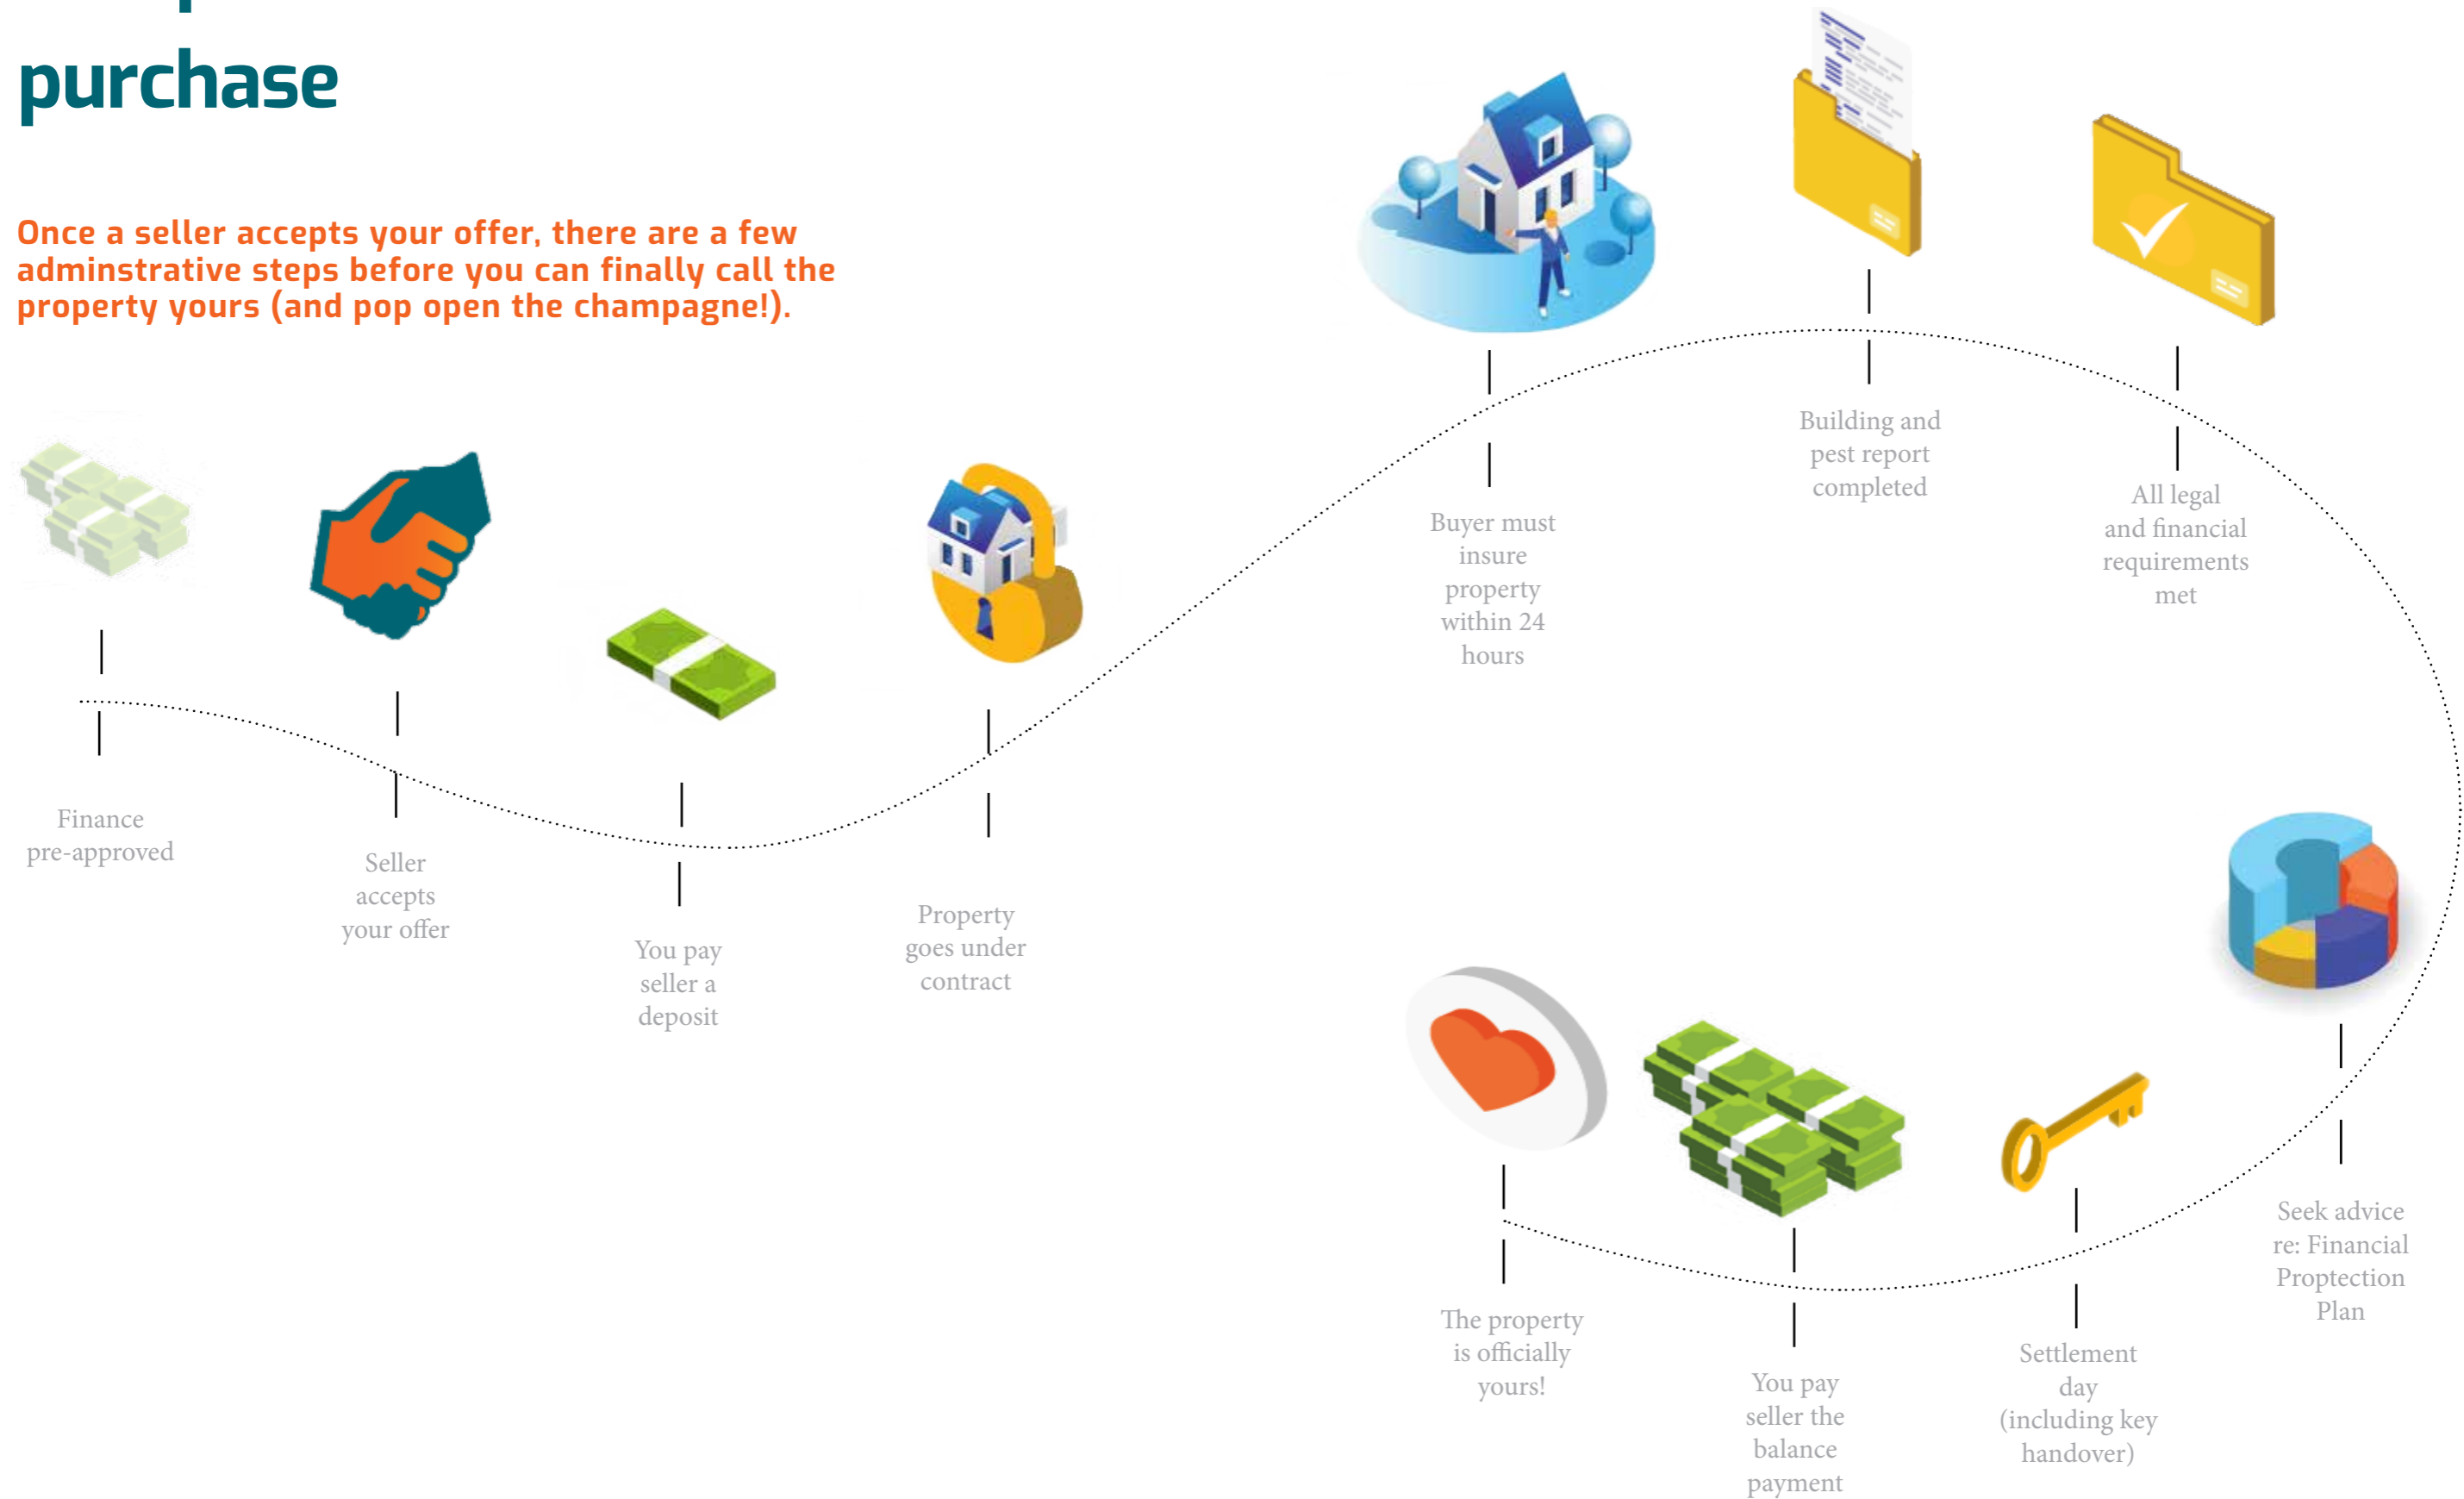 purchase
Once a seller accepts your offer, there are a few
adminstrative steps before you can finally call the
property yours (and pop open the champagne!).
Finance
pre-approved
Seller
accepts
your offer
You pay
seller a
deposit
Property
goes under
contract
Buyer must
insure
property
within 24
hours
Building and
pest report
completed
All legal
and financial
requirements
met
Seek advice
re: Financial
Proptection
Plan
Settlement
day
(including key
handover)
You pay
seller the
balance
payment
The property
is officially
yours!